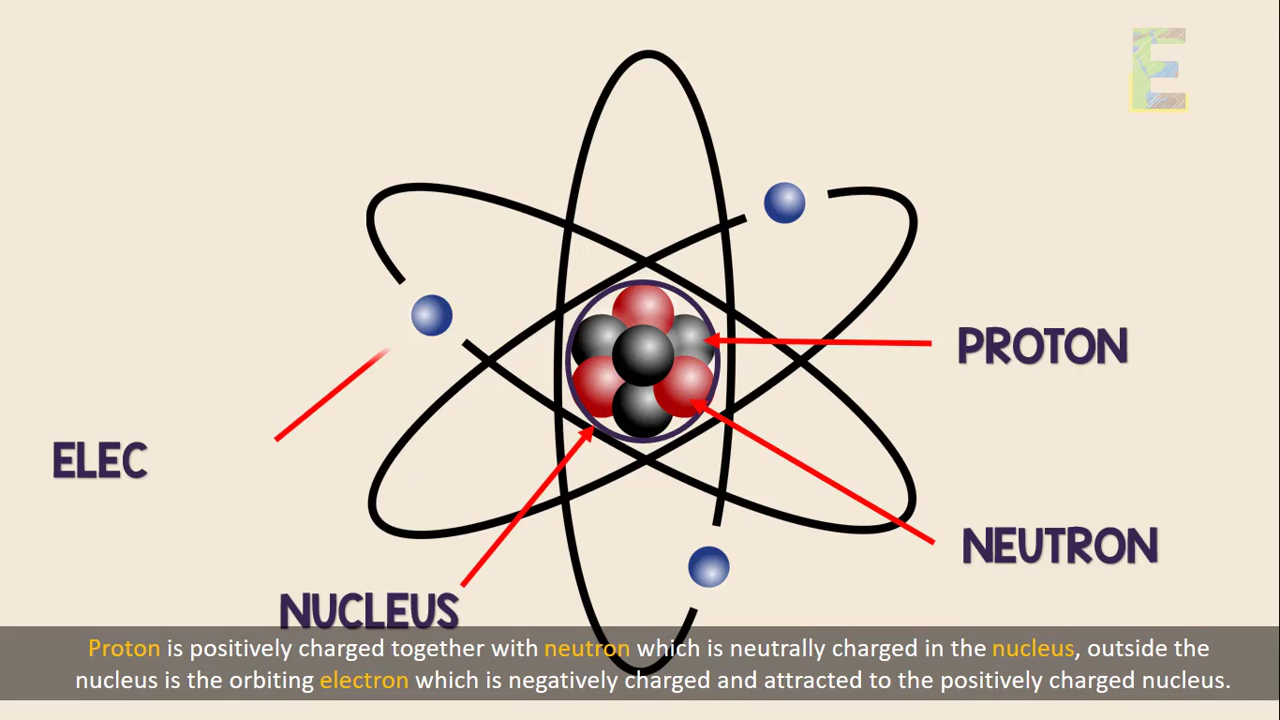 E
PROTON
ELEC
NEUTRON
NUCLEUS
Proton is positively charged together with neutron which is neutrally charged in the nucleus, outside the
nucleus is the orbiting electron which is negatively charged and attracted to the positively charged nucleus.